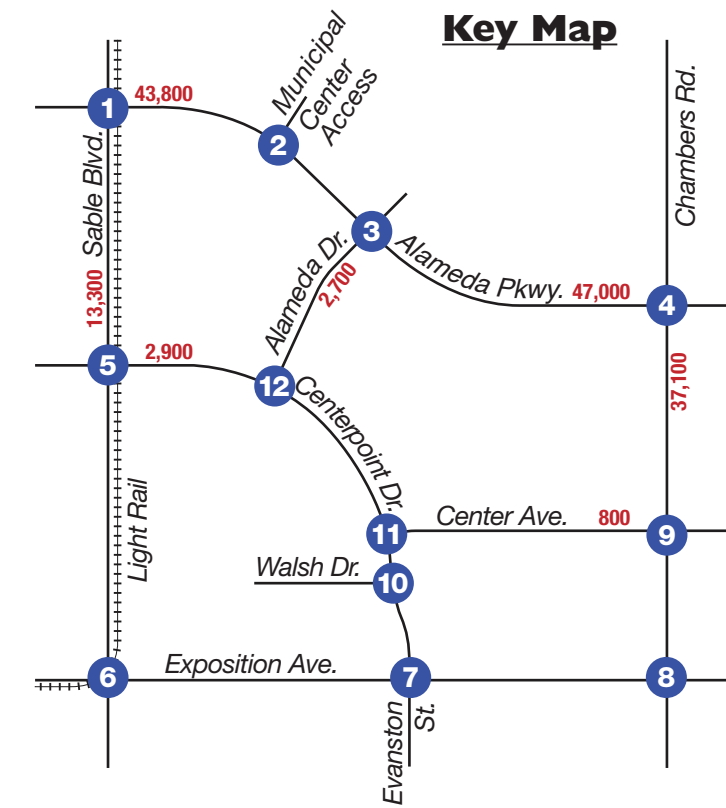 Key Map
Municipal
Center
Access
Chambers Rd.
1
43,800
2
Sable Blvd.
3
Alameda Dr.
2,700
Alameda Pkwy.
47,000
4
13,300
5
2,900
12
Centerpoint Dr.
37,100
Light Rail
11
Center Ave.
800
9
Walsh Dr.
10
6
Exposition Ave.
7
8
Evanston
St.